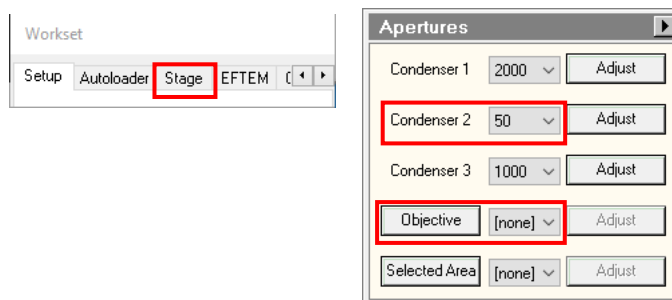 Workset
Setup Autoloader Stage EFTEM
Apertures
Condenser 1 2000 Adjust
Condenser 2 50 Adjust
Condenser 3 1000 Adjust
Objective [none] Adjust
Selected Area [none] Adjust